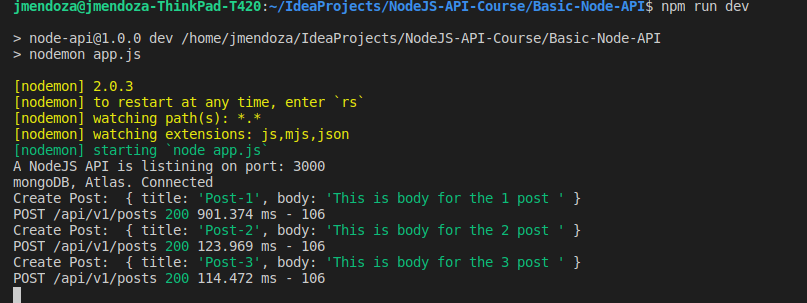 jmendoza@jmendoza-ThinkPad-T420:~/IdeaProjects/NodeJS-API-Course/Basic-Node-API$ npm run dev
> node-api@1.0.0 dev /home/jmendoza/IdeaProjects/NodeJS-API-Course/Basic-Node-API
> nodemon app.js
[nodemon] 2.0.3
[nodemon] to restart at any time, enter `rs`
[nodemon] watching path(s): *.*
[nodemon] watching extensions: js,mjs,json
[nodemon] starting `node app.js`
A NodeJS API is listining on port: 3000
mongoDB, Atlas. Connected
Create Post:  { title: 'Post-1', body: 'This is body for the 1 post ' }
POST /api/v1/posts 200 901.374 ms - 106
Create Post:  { title: 'Post-2', body: 'This is body for the 2 post ' }
POST /api/v1/posts 200 123.969 ms - 106
Create Post:  { title: 'Post-3', body: 'This is body for the 3 post ' }
POST /api/v1/posts 200 114.472 ms - 106